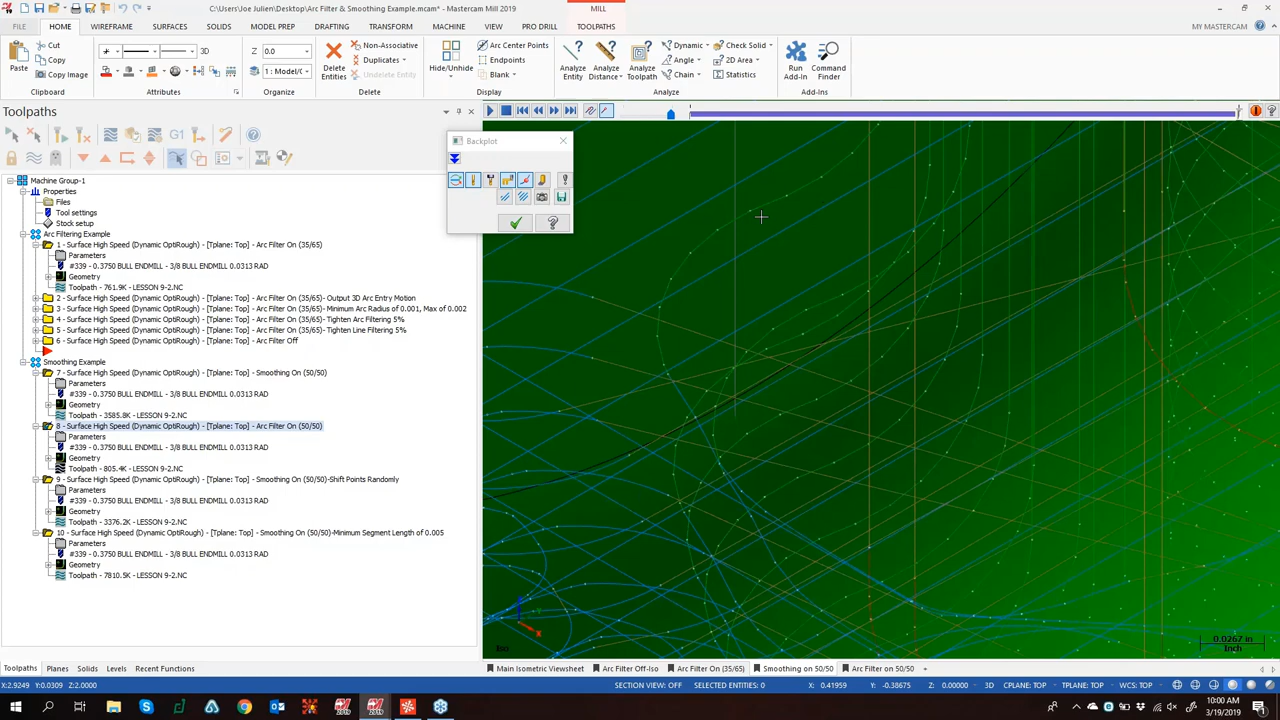 C:\Users\Joe Julien\Desktop\Arc Filter & Smoothing Example.mcam* - Mastercam Mill 2019
MILL
FILE HOME WIREFRAME SURFACES SOLIDS MODEL PREP DRAFTING TRANSFORM MACHINE VIEW PRO DRILL TOOLPATHS MY MASTERCAM
Paste
Cut
Copy
Copy Image
Clipboard
3D
Attributes
Z 0.0
1 : Model/G
Organize
Delete Entities
Non-Associative
Duplicates
Undelete Entity
Delete
Hide/Unhide
Arc Center Points
Endpoints
Blank
Display
Analyze Entity
Analyze Distance
Analyze Toolpath
Dynamic
Angle
Chain
Check Solid
2D Area
Statistics
Analyze
Run Add-In
Command Finder
Add-Ins
Toolpaths
G1
Backplot
Machine Group-1
Properties
Files
Tool settings
Stock setup
Arc Filtering Example
1 - Surface High Speed (Dynamic OptiRough) - [Tplane: Top] - Arc Filter On (35/65)
Parameters
#339 - 0.3750 BULL ENDMILL - 3/8 BULL ENDMILL 0.0313 RAD
Geometry
Toolpath - 761.9K - LESSON 9-2.NC
2 - Surface High Speed (Dynamic OptiRough) - [Tplane: Top] - Arc Filter On (35/65)- Output 3D Arc Entry Motion
3 - Surface High Speed (Dynamic OptiRough) - [Tplane: Top] - Arc Filter On (35/65)- Minimum Arc Radius of 0.001, Max of 0.002
4 - Surface High Speed (Dynamic OptiRough) - [Tplane: Top] - Arc Filter On (35/65)- Tighten Arc Filtering 5%
5 - Surface High Speed (Dynamic OptiRough) - [Tplane: Top] - Arc Filter On (35/65)- Tighten Line Filtering 5%
6 - Surface High Speed (Dynamic OptiRough) - [Tplane: Top] - Arc Filter Off
Smoothing Example
7 - Surface High Speed (Dynamic OptiRough) - [Tplane: Top] - Smoothing On (50/50)
Parameters
#339 - 0.3750 BULL ENDMILL - 3/8 BULL ENDMILL 0.0313 RAD
Geometry
Toolpath - 3585.8K - LESSON 9-2.NC
8 - Surface High Speed (Dynamic OptiRough) - [Tplane: Top] - Arc Filter On (50/50)
Parameters
#339 - 0.3750 BULL ENDMILL - 3/8 BULL ENDMILL 0.0313 RAD
Geometry
Toolpath - 805.4K - LESSON 9-2.NC
9 - Surface High Speed (Dynamic OptiRough) - [Tplane: Top] - Smoothing On (50/50)-Shift Points Randomly
Parameters
#339 - 0.3750 BULL ENDMILL - 3/8 BULL ENDMILL 0.0313 RAD
Geometry
Toolpath - 3376.2K - LESSON 9-2.NC
10 - Surface High Speed (Dynamic OptiRough) - [Tplane: Top] - Smoothing On (50/50)-Minimum Segment Length of 0.005
Parameters
#339 - 0.3750 BULL ENDMILL - 3/8 BULL ENDMILL 0.0313 RAD
Geometry
Toolpath - 7810.5K - LESSON 9-2.NC
Y
X
0.0267 in
Inch
Toolpaths Planes Solids Levels Recent Functions
Main Isometric Viewsheet Arc Filter Off-Iso Arc Filter On (35/65) Smoothing on 50/50 Arc Filter on 50/50 +
X:2.9249 Y:0.0309 Z:2.0000 SECTION VIEW: OFF SELECTED ENTITIES: 0 X: 0.41959 Y: -0.38675 Z: 0.00000 3D CPLANE: TOP TPLANE: TOP WCS: TOP
2019 2019
10:00 AM
3/19/2019